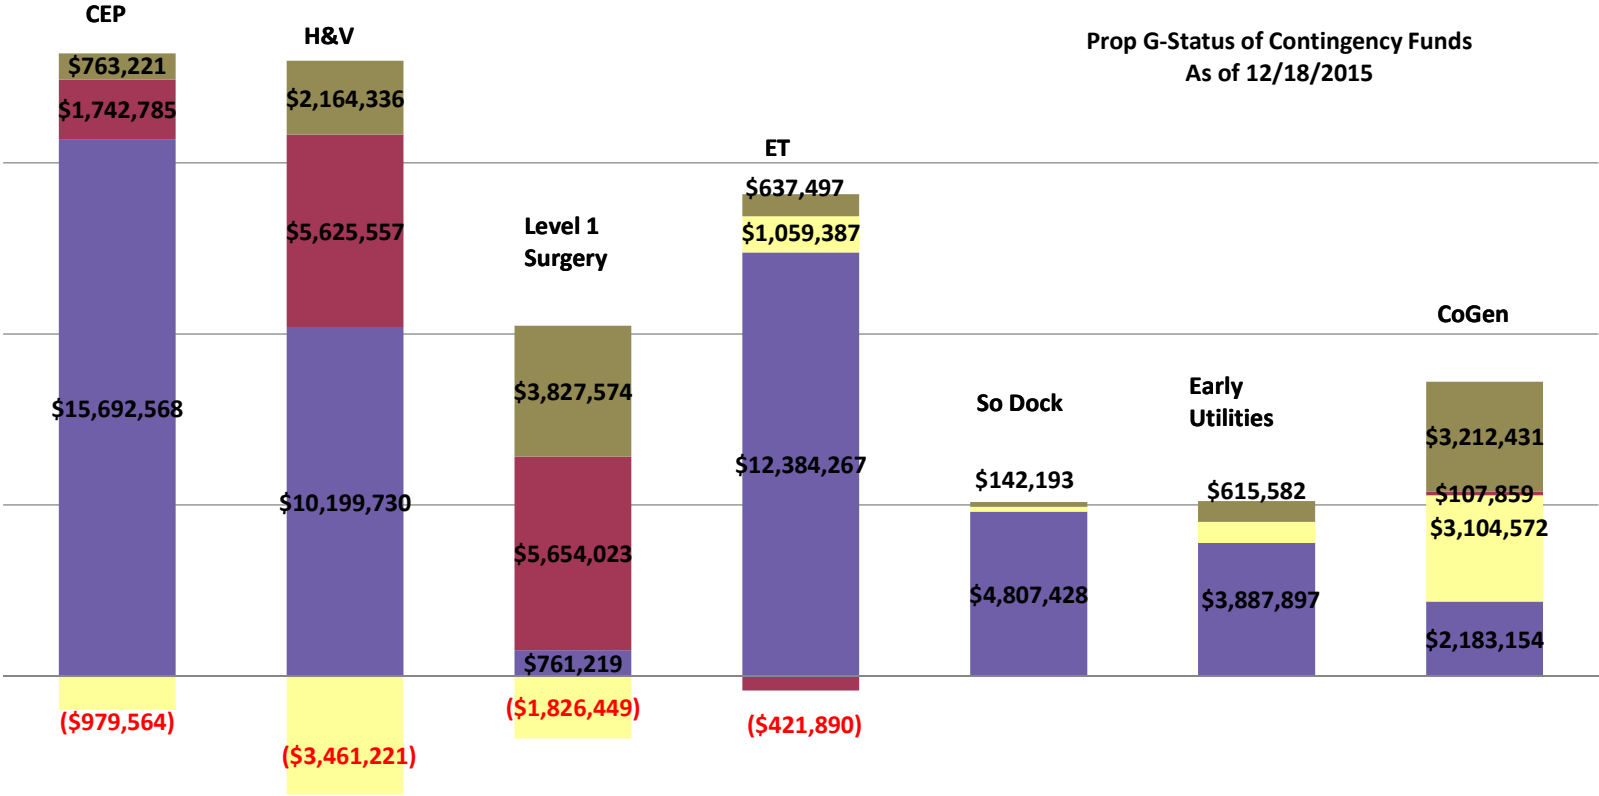 Prop G-Status of Contingency Funds
As of 12/18/2015
CEP
$763,221
$1,742,785
$15,692,568
($979,564)
H&V
$2,164,336
$5,625,557
$10,199,730
($3,461,221)
Level 1
Surgery
$3,827,574
$5,654,023
$761,219
($1,826,449)
ET
$637,497
$1,059,387
$12,384,267
($421,890)
So Dock
$142,193
$4,807,428
Early
Utilities
$615,582
$3,887,897
CoGen
$3,212,431
$107,859
$3,104,572
$2,183,154